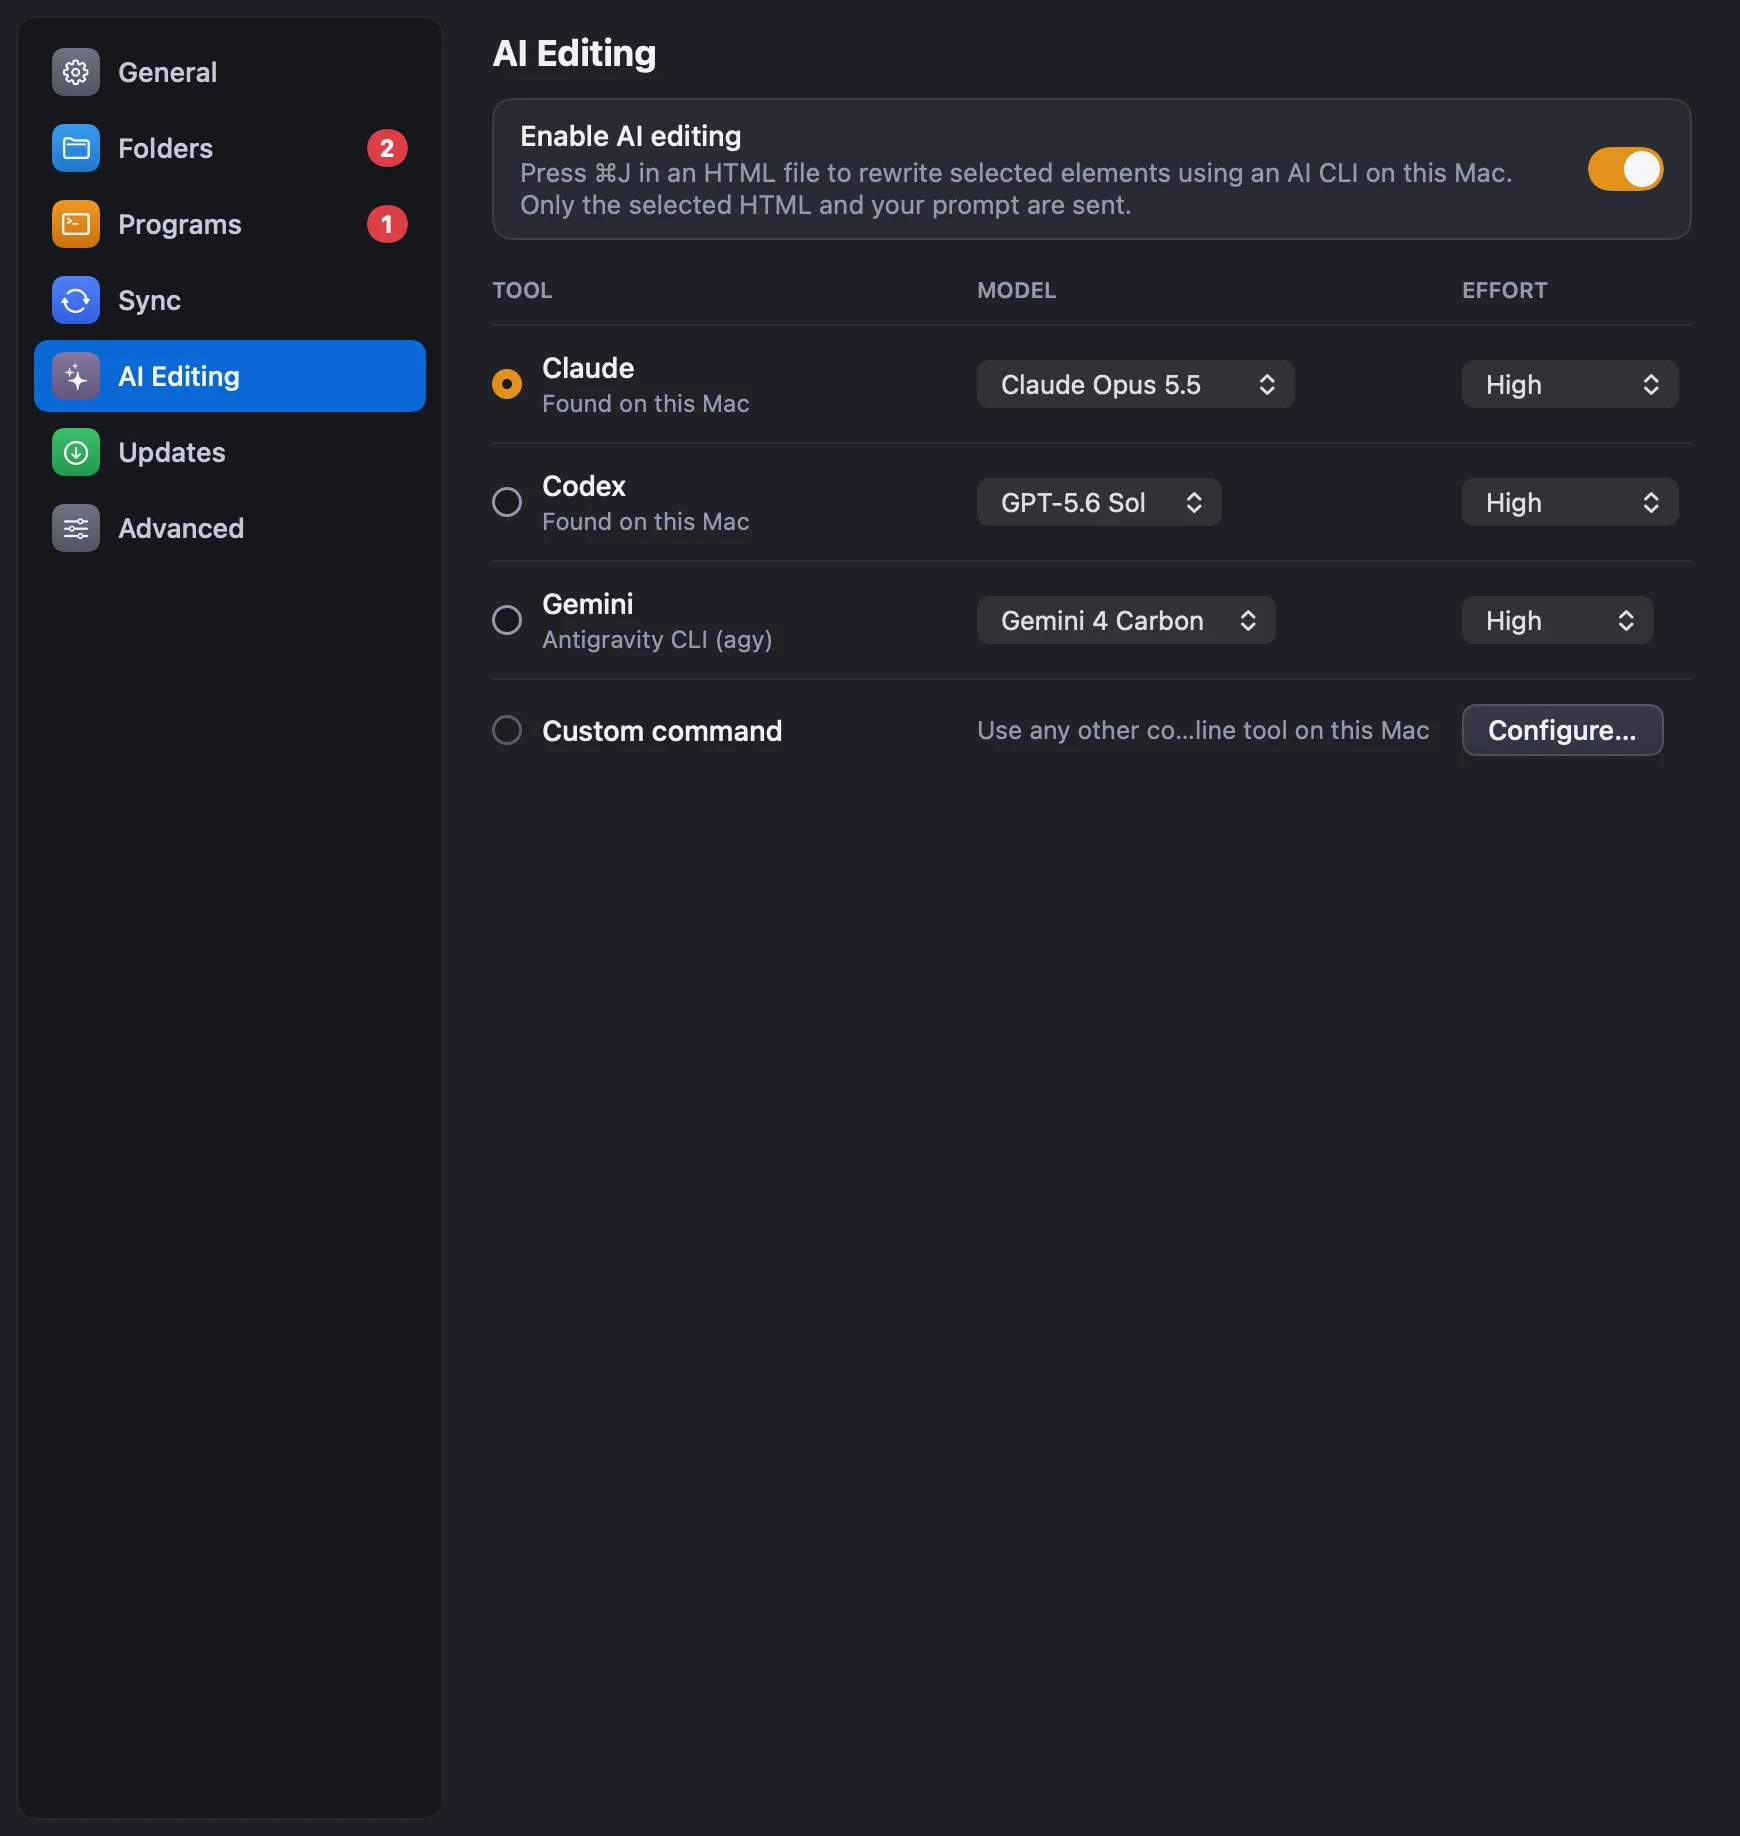 General
Folders
2
Programs
1
Sync
AI Editing
Updates
Advanced
AI Editing
Enable AI editing
Press ⌘J in an HTML file to rewrite selected elements using an AI CLI on this Mac.
Only the selected HTML and your prompt are sent.
TOOL MODEL EFFORT
Claude
Found on this Mac
Claude Opus 5.5
High
Codex
Found on this Mac
GPT-5.6 Sol
High
Gemini
Antigravity CLI (agy)
Gemini 4 Carbon
High
Custom command
Use any other co...line tool on this Mac
Configure...